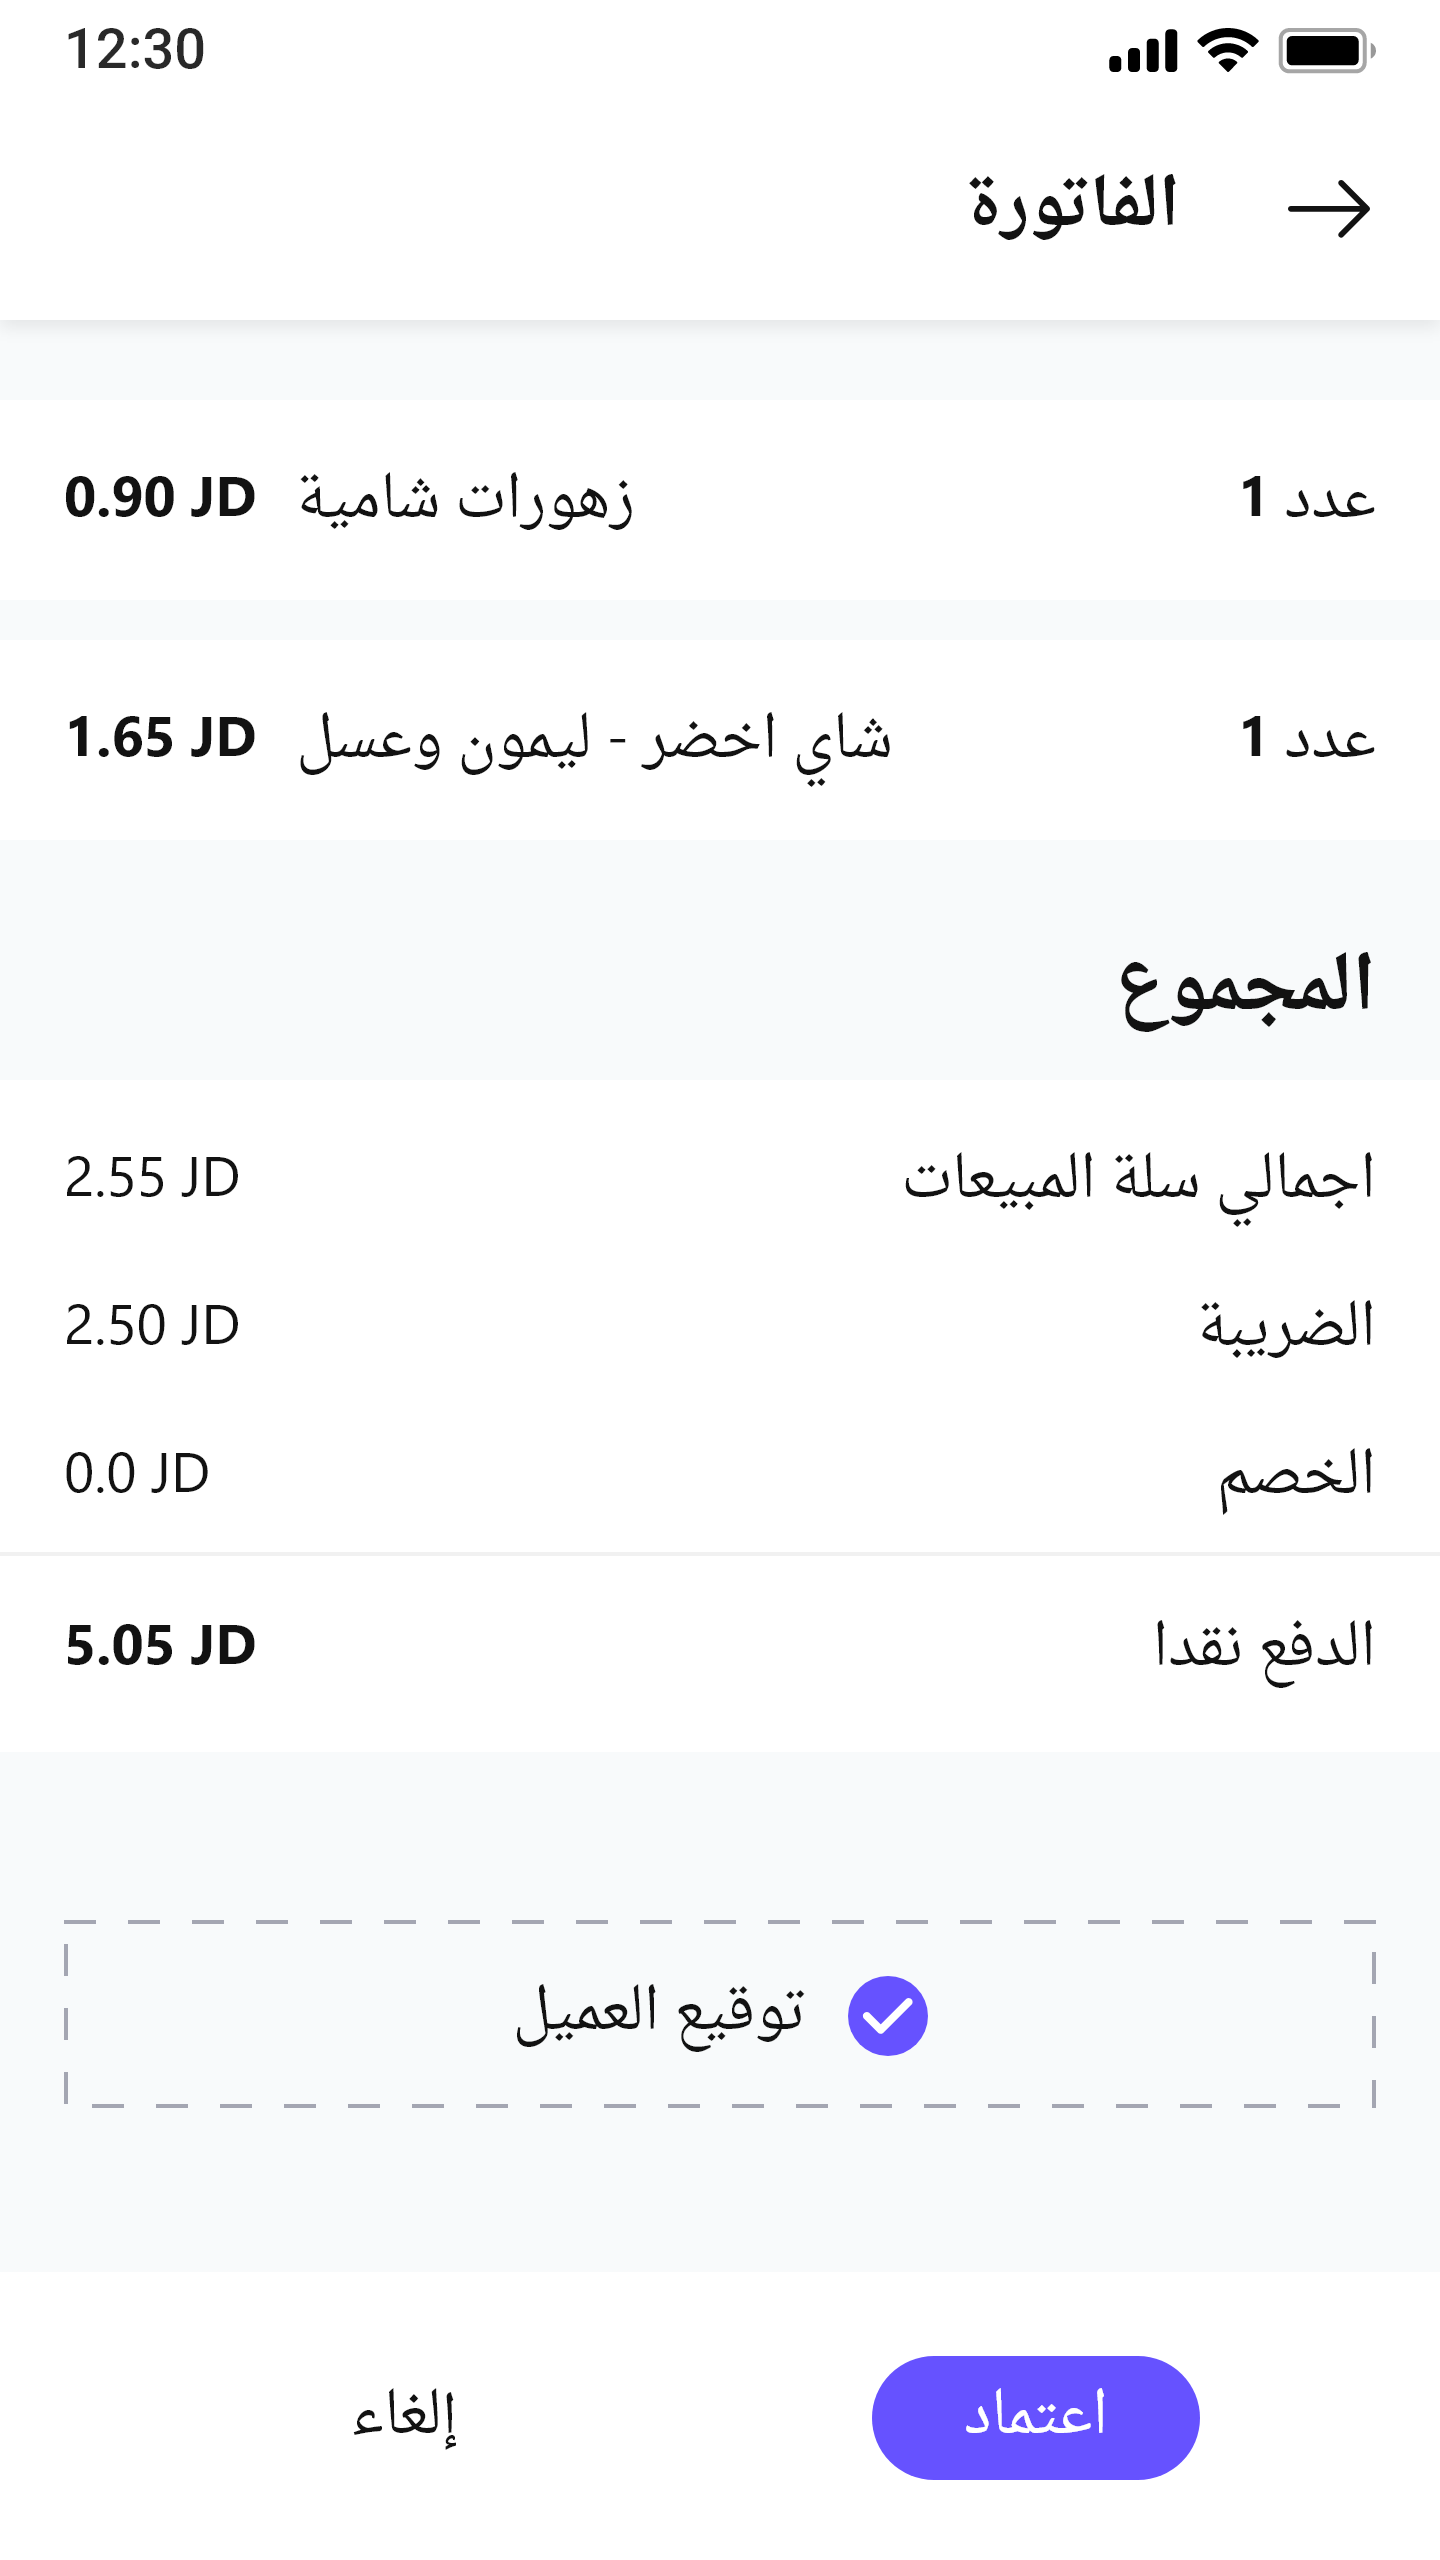 12:30
الفاتورة
عدد 1 زهورات شامية 0.90 JD
عدد 1 شاي اخضر - ليمون وعسل 1.65 JD
المجموع
اجمالي سلة المبيعات 2.55 JD
الضريبة 2.50 JD
الخصم 0.0 JD
الدفع نقدا 5.05 JD
توقيع العميل
اعتماد إلغاء